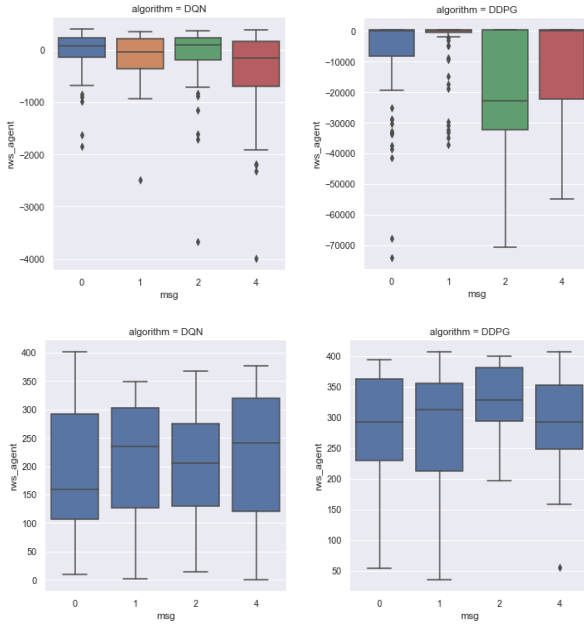 algorithm = DQN
rws_agent
0
-1000
-2000
-3000
-4000
0 1 2 4
msg
algorithm = DDPG
rws_agent
0
-10000
-20000
-30000
-40000
-50000
-60000
-70000
0 1 2 4
msg
algorithm = DQN
rws_agent
400
350
300
250
200
150
100
50
0
0 1 2 4
msg
algorithm = DDPG
rws_agent
400
350
300
250
200
150
100
50
0 1 2 4
msg